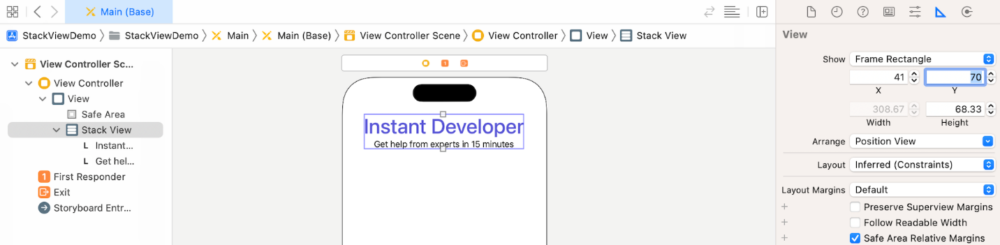 Main (Base)
StackViewDemo StackViewDemo Main Main (Base) View Controller Scene View Controller View Stack View
View Controller Sc...
View Controller
View
Safe Area
Stack View
L Instant...
L Get hel...
1 First Responder
Exit
Storyboard Entr...
1
Instant Developer
Get help from experts in 15 minutes
View
Show Frame Rectangle
41 70
X Y
308.67 68.33
Width Height
Arrange Position View
Layout Inferred (Constraints)
Layout Margins Default
+ Preserve Superview Margins
+ Follow Readable Width
+ Safe Area Relative Margins